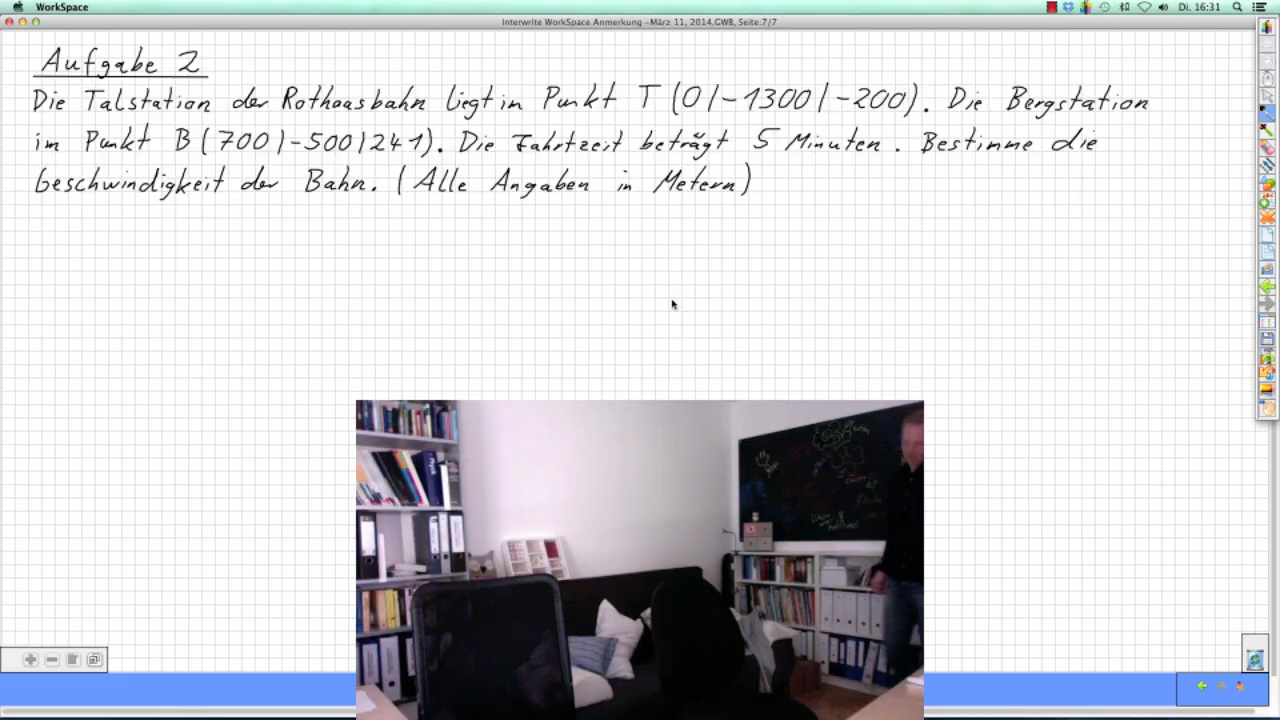 WorkSpace
Di. 16:31
Interwrite WorkSpace Anmerkung -März 11, 2014.GWB, Seite:7/7
Aufgabe 2
Die Talstation der Rothaasbahn liegt im Punkt T(0|-1300|-200). Die Bergstation
im Punkt B(700|-500|241). Die Fahrtzeit beträgt 5 Minuten. Bestimme die
Geschwindigkeit der Bahn. (Alle Angaben in Metern)